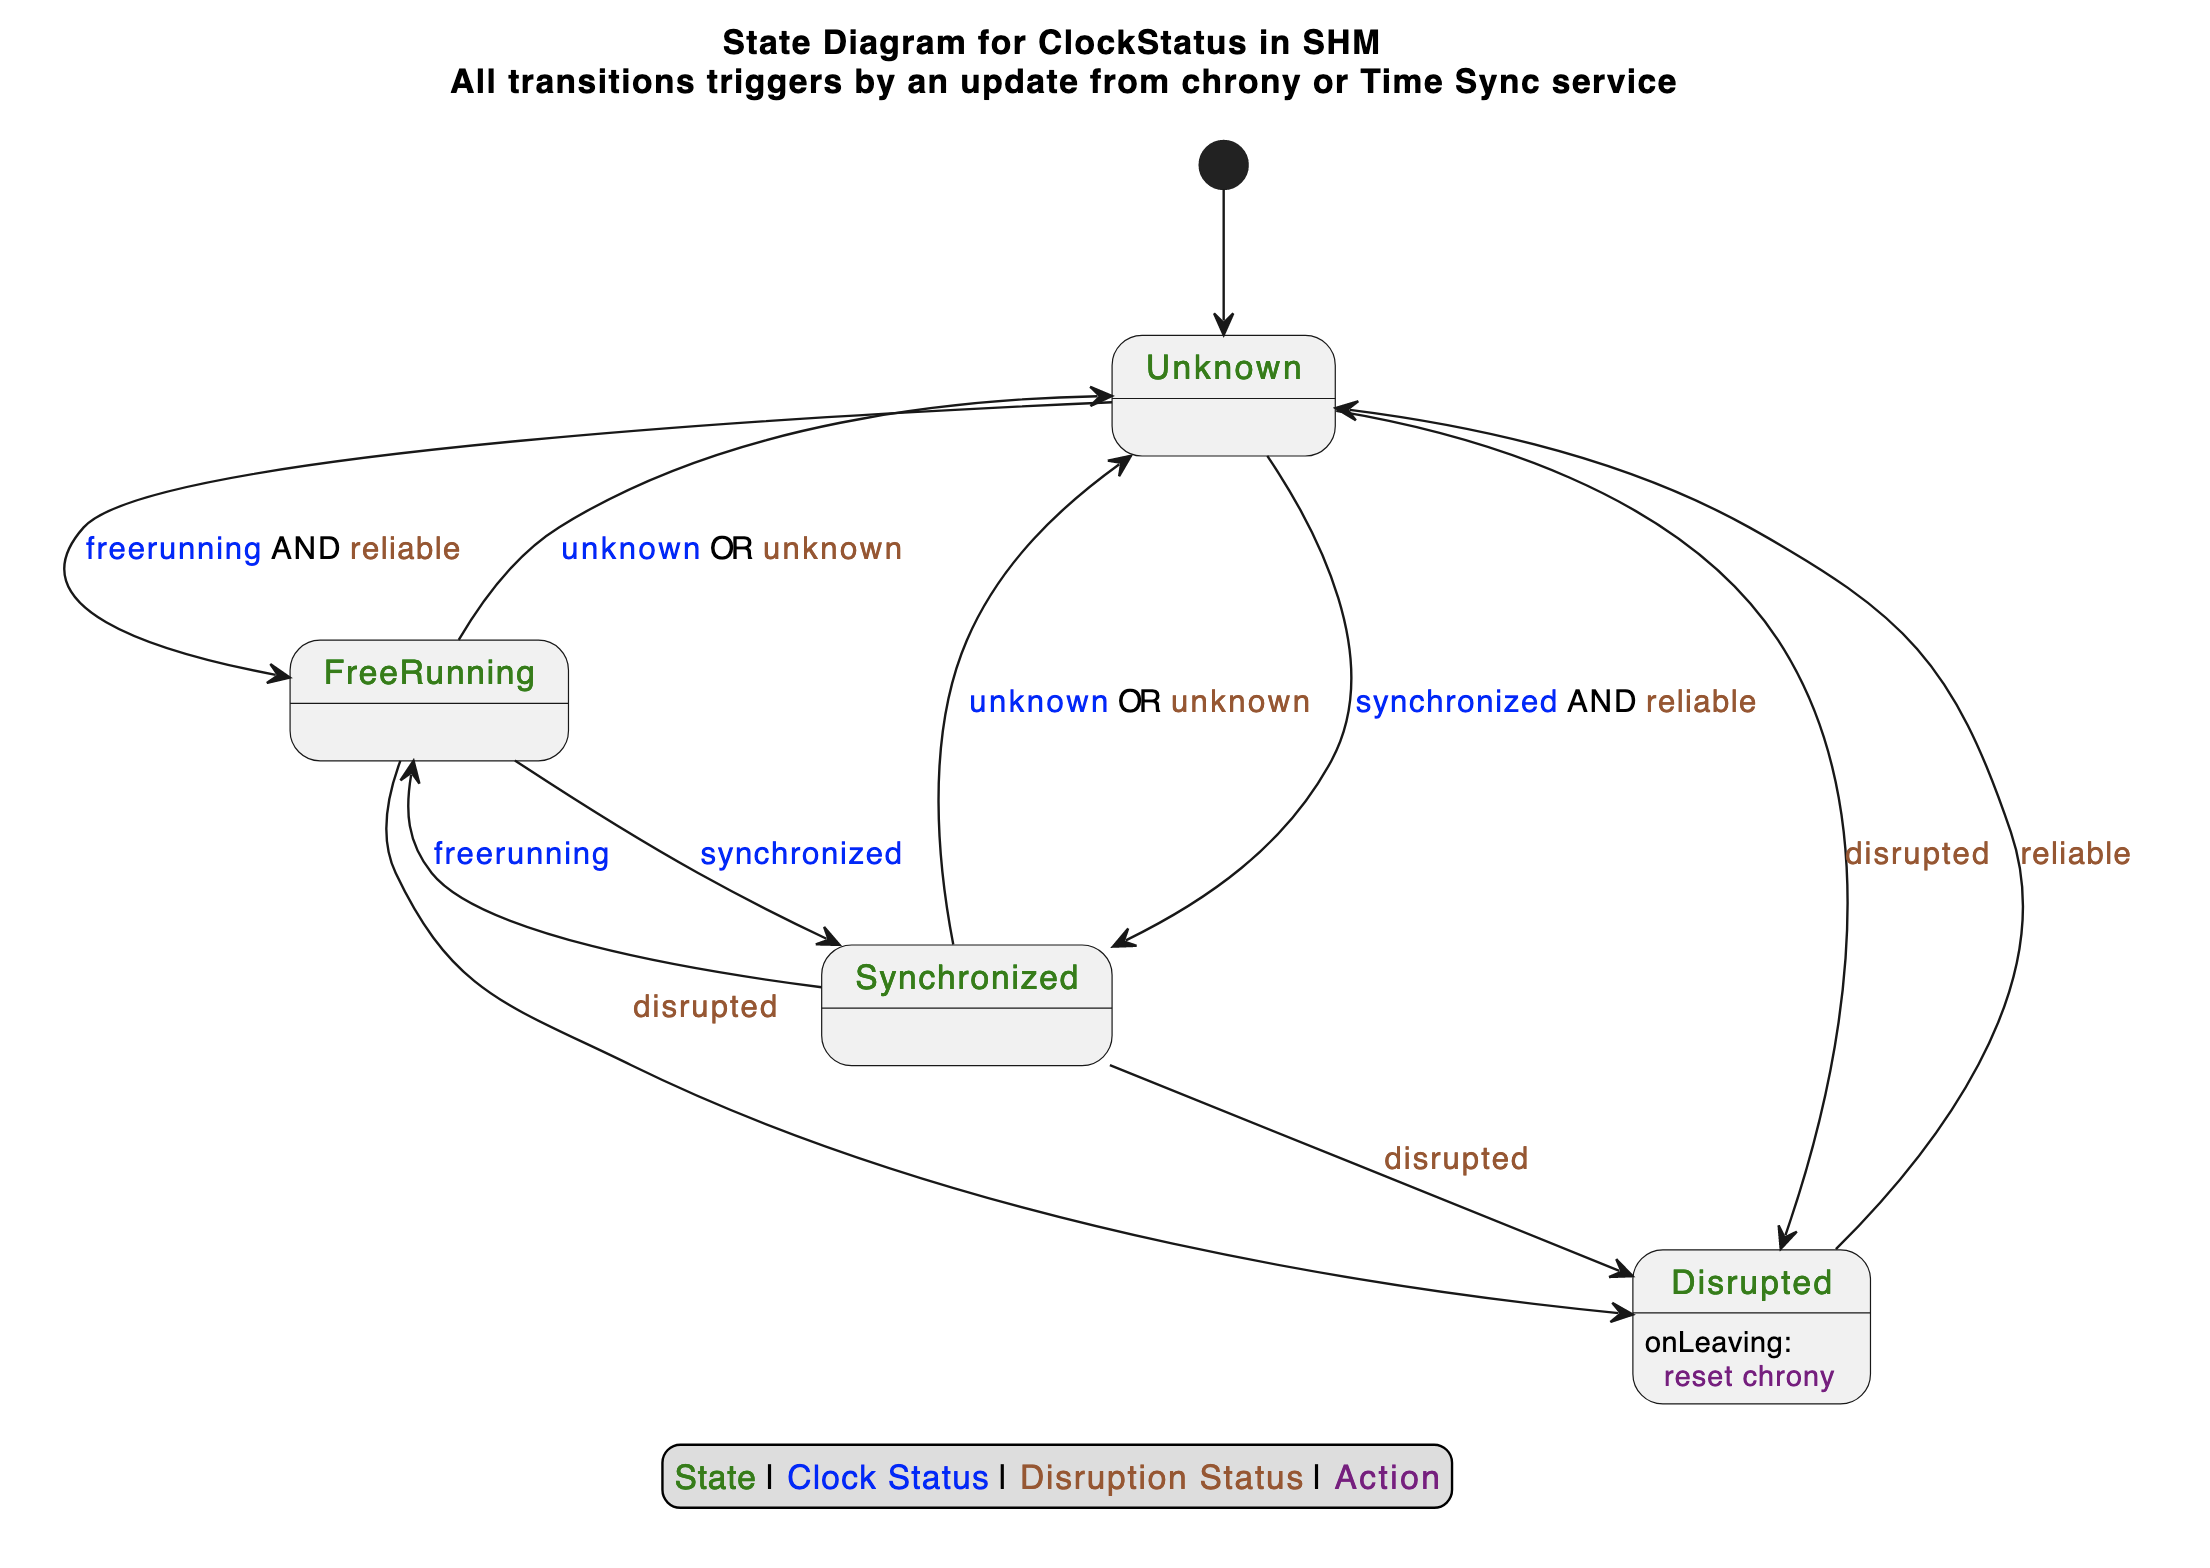 State Diagram for ClockStatus in SHM
All transitions triggers by an update from chrony or Time Sync service
Unknown
freerunning AND reliable
unknown OR unknown
FreeRunning
unknown OR unknown
synchronized AND reliable
freerunning
synchronized
disrupted
reliable
Synchronized
disrupted
disrupted
Disrupted
onLeaving:
reset chrony
State | Clock Status | Disruption Status | Action